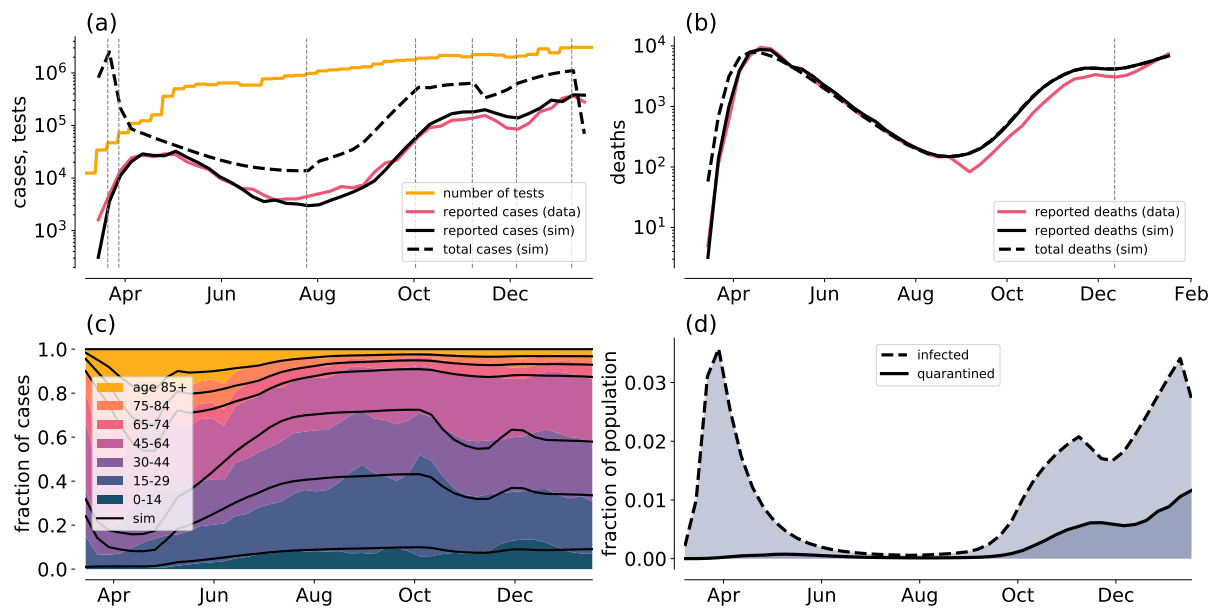 (a)
cases, tests
10^6
10^5
10^4
10^3
number of tests
reported cases (data)
reported cases (sim)
total cases (sim)
Apr Jun Aug Oct Dec
(b)
deaths
10^4
10^3
10^2
10^1
reported deaths (data)
reported deaths (sim)
total deaths (sim)
Apr Jun Aug Oct Dec Feb
(c)
fraction of cases
1.0
0.8
0.6
0.4
0.2
0.0
age 85+
75-84
65-74
45-64
30-44
15-29
0-14
sim
Apr Jun Aug Oct Dec
(d)
fraction of population
0.03
0.02
0.01
0.00
infected
quarantined
Apr Jun Aug Oct Dec